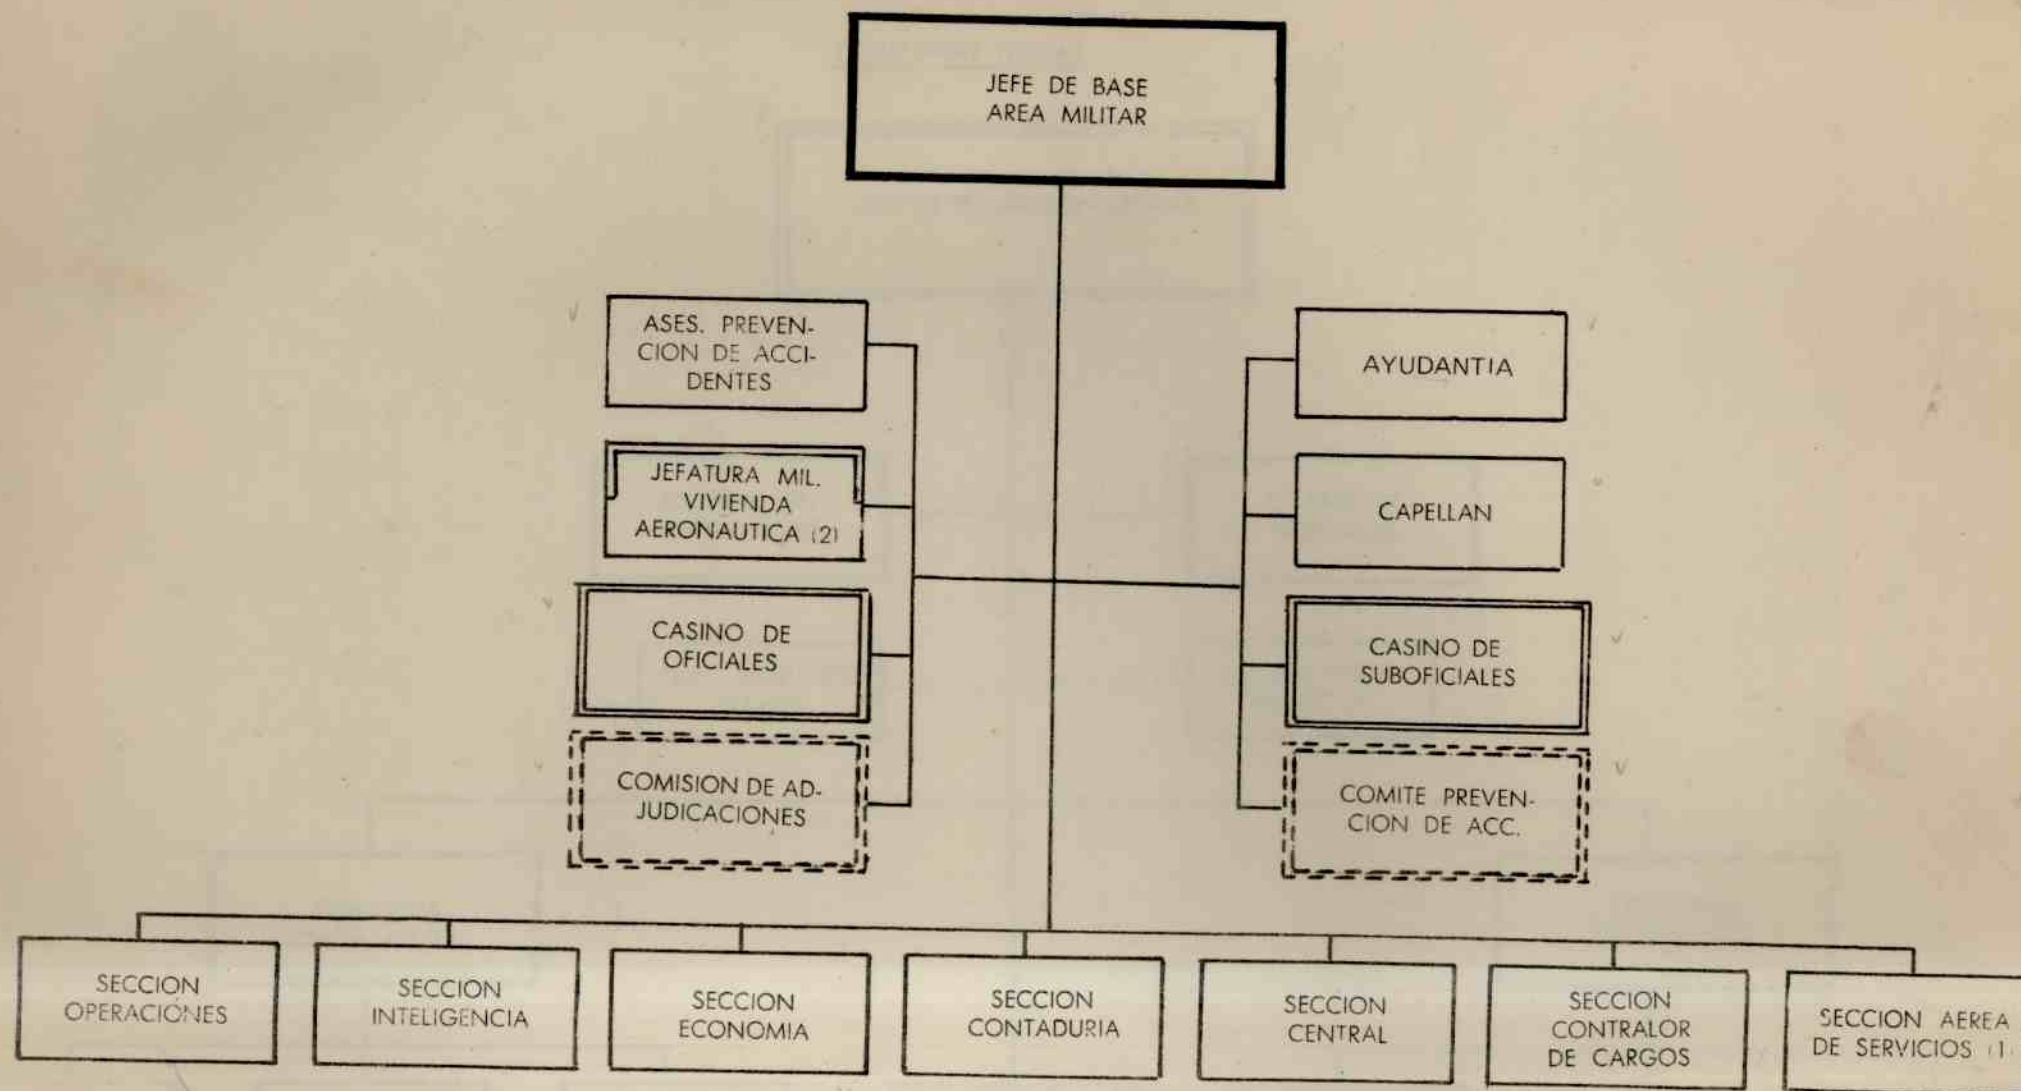 JEFE DE BASE
AREA MILITAR
ASES. PREVEN-
CION DE ACCI-
DENTES
AYUDANTIA
JEFATURA MIL.
VIVIENDA
AERONAUTICA (2)
CAPELLAN
CASINO DE
OFICIALES
CASINO DE
SUBOFICIALES
COMISION DE AD-
JUDICACIONES
COMITE PREVEN-
CION DE ACC.
SECCION
OPERACIONES
SECCION
INTELIGENCIA
SECCION
ECONOMIA
SECCION
CONTADURIA
SECCION
CENTRAL
SECCION
CONTRALOR
DE CARGOS
SECCION AEREA
DE SERVICIOS (1)